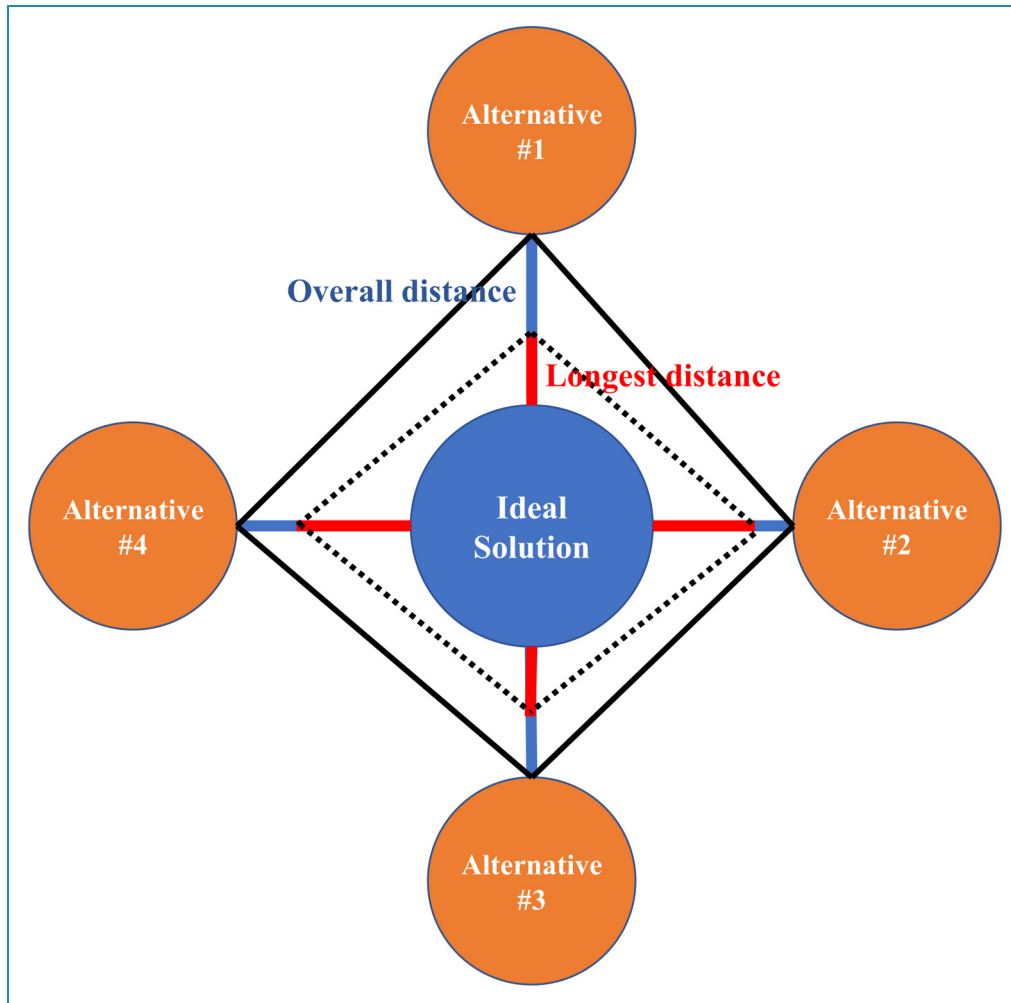 Alternative
#1
Overall distance
Longest distance
Alternative
#4
Ideal
Solution
Alternative
#2
Alternative
#3